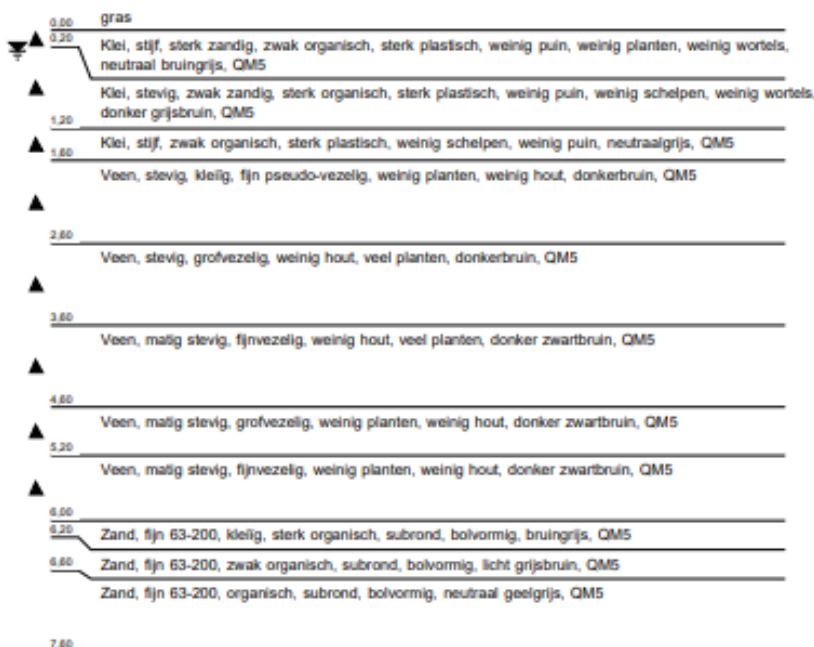 0,00 gras
0,20 Klei, stijf, sterk zandig, zwak organisch, sterk plastisch, weinig puin, weinig planten, weinig wortels,
neutraal bruingrijs, QM5
Klei, stevig, zwak zandig, sterk organisch, sterk plastisch, weinig puin, weinig schelpen, weinig wortels,
donker grijsbruin, QM5
1,20
Klei, stijf, zwak organisch, sterk plastisch, weinig schelpen, weinig puin, neutraalgrijs, QM5
1,60
Veen, stevig, kleiïg, fijn pseudo-vezelig, weinig planten, weinig hout, donkerbruin, QM5
2,60
Veen, stevig, grofvezelig, weinig hout, veel planten, donkerbruin, QM5
3,60
Veen, matig stevig, fijnvezelig, weinig hout, veel planten, donker zwartbruin, QM5
4,60
Veen, matig stevig, grofvezelig, weinig planten, weinig hout, donker zwartbruin, QM5
5,20
Veen, matig stevig, fijnvezelig, weinig planten, weinig hout, donker zwartbruin, QM5
6,00
6,20 Zand, fijn 63-200, kleiïg, sterk organisch, subrond, bolvormig, bruingrijs, QM5
6,60 Zand, fijn 63-200, zwak organisch, subrond, bolvormig, licht grijsbruin, QM5
Zand, fijn 63-200, organisch, subrond, bolvormig, neutraal geelgrijs, QM5
7,60